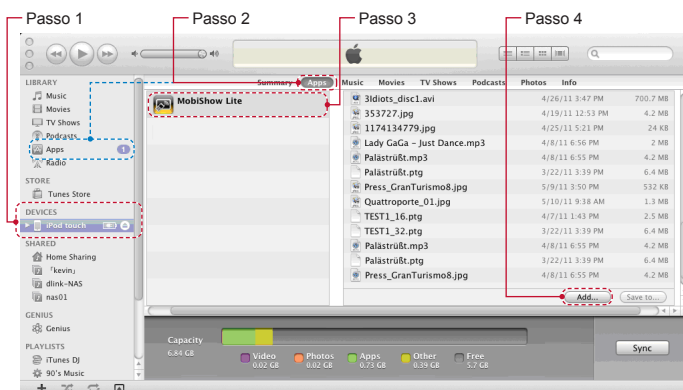 Passo 1
Passo 2
Passo 3
Passo 4
LIBRARY
Music
Movies
TV Shows
Podcasts
Apps 1
Radio
STORE
iTunes Store
DEVICES
iPod touch
SHARED
Home Sharing
「kevin」
dlink-NAS
nas01
GENIUS
Genius
PLAYLISTS
iTunes DJ
90's Music
Summary Apps Music Movies TV Shows Podcasts Photos Info
MobiShow Lite
3Idiots_disc1.avi 4/26/11 3:47 PM 700.7 MB
353727.jpg 4/19/11 12:53 PM 4.2 MB
1174134779.jpg 4/25/11 5:21 PM 24 KB
Lady GaGa – Just Dance.mp3 4/8/11 6:56 PM 2 MB
Palästrüßt.mp3 4/8/11 6:55 PM 4.2 MB
Palästrüßt.ptg 3/22/11 3:39 PM 6.4 MB
Press_GranTurismo8.jpg 5/9/11 3:50 PM 532 KB
Quattroporte_01.jpg 5/10/11 9:38 AM 1.3 MB
TEST1_16.ptg 4/7/11 1:43 PM 2.5 MB
TEST1_32.ptg 3/22/11 3:39 PM 6.4 MB
Palästrüßt.mp3 4/8/11 6:55 PM 4.2 MB
Palästrüßt.ptg 3/22/11 3:39 PM 6.4 MB
Press_GranTurismo8.jpg 4/8/11 6:55 PM 4.2 MB
Add... Save to...
Capacity
6.84 GB
Video
0.02 GB
Photos
0.02 GB
Apps
0.73 GB
Other
0.39 GB
Free
5.7 GB
Sync